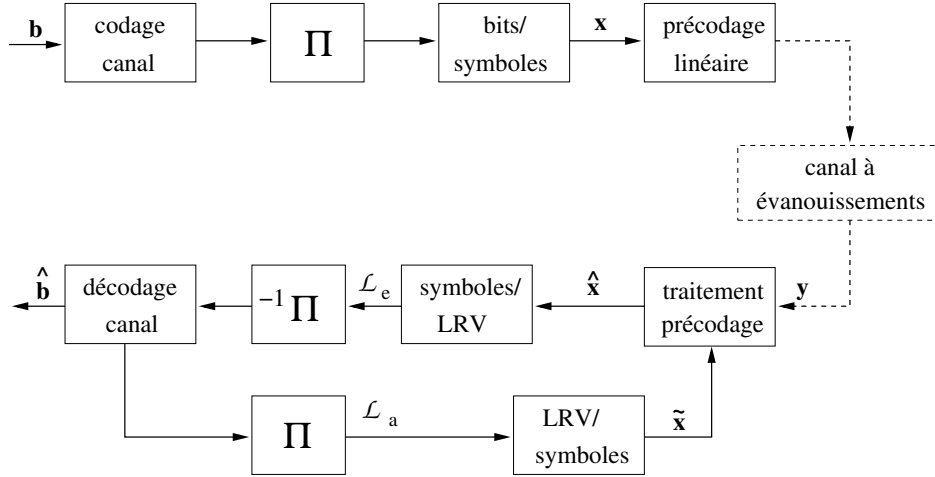 b
codage
canal
Π
bits/
symboles
x
précodage
linéaire
canal à
évanouissements
b̂
décodage
canal
−1 Π
ℒ e
symboles/
LRV
x̂
traitement
précodage
y
Π
ℒ a
LRV/
symboles
x̃